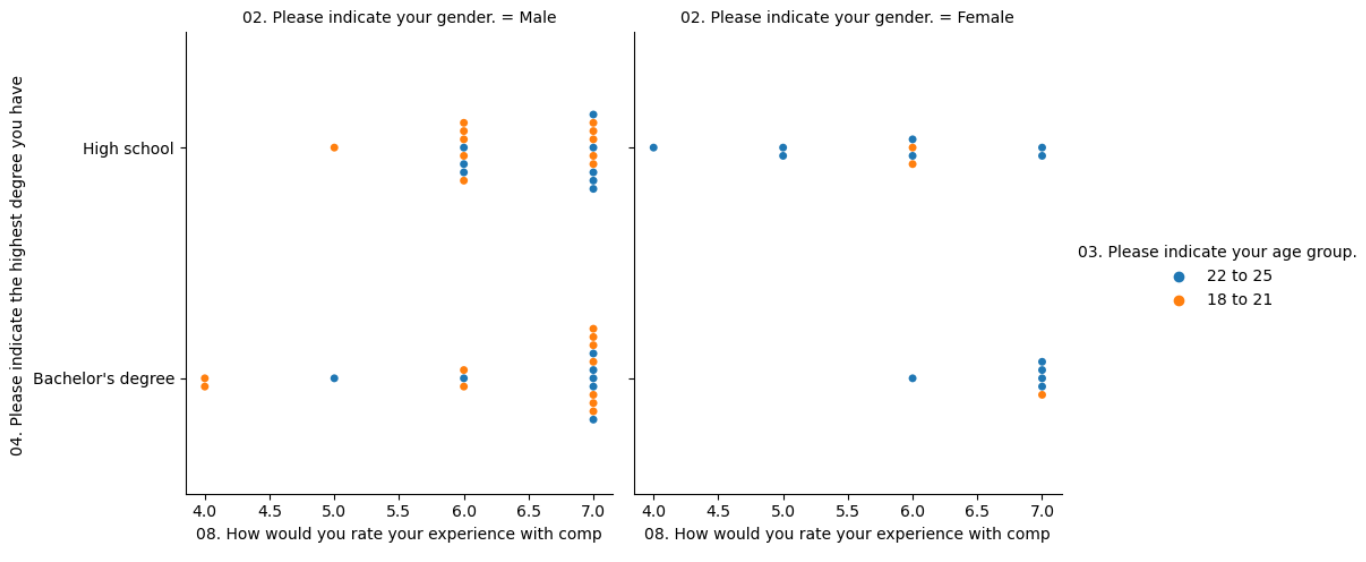 02. Please indicate your gender. = Male
02. Please indicate your gender. = Female
04. Please indicate the highest degree you have
High school
Bachelor's degree
4.0 4.5 5.0 5.5 6.0 6.5 7.0
08. How would you rate your experience with comp
4.0 4.5 5.0 5.5 6.0 6.5 7.0
08. How would you rate your experience with comp
03. Please indicate your age group.
22 to 25
18 to 21